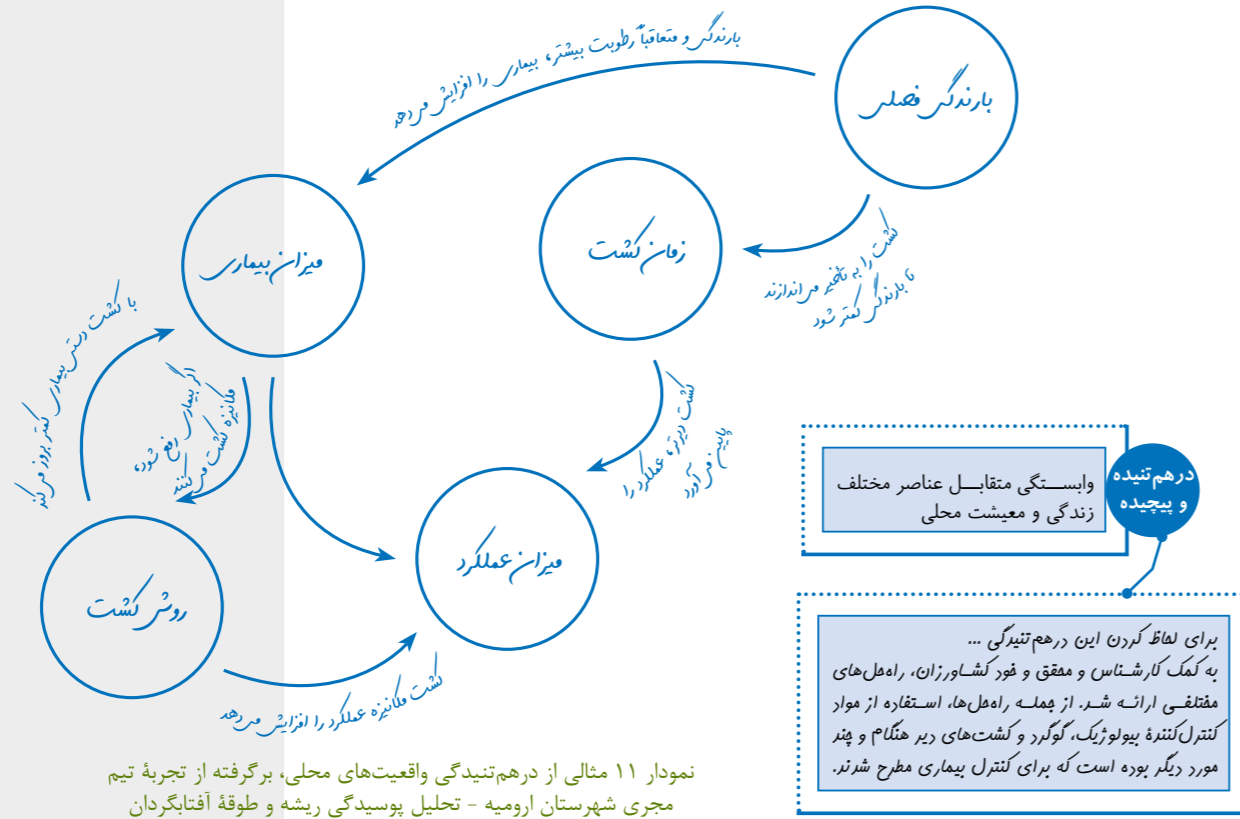 بارندگی فصلی
بارندگی و متعاقباً رطوبت بیشتر، بیماری را افزایش می‌دهد
زمان کشت
کشت را به تأخیر می‌اندازند
تا بارندگی کمتر شود
میزان بیماری
با کشت دستی بیماری کمتر بروز می‌کند
اگر بیماری رفع شود،
مکانیزه کشت می‌کنند
کشت دیرتر، عملکرد را
پایین می‌آورد
میزان عملکرد
روش کشت
کشت مکانیزه عملکرد را افزایش می‌دهد
درهم‌تنیده
و پیچیده
وابستگی متقابل عناصر مختلف
زندگی و معیشت محلی
برای لحاظ کردن این درهم‌تنیدگی ...
به کمک کارشناس و محقق و خود کشاورزان، راه‌حل‌های
مختلفی ارائه شد. از جمله راه‌حل‌ها، استفاده از مواد
کنترل‌کنندۀ بیولوژیک، گوگرد و کشت‌های دیر هنگام و چند
مورد دیگر بوده است که برای کنترل بیماری مطرح شدند.
نمودار ۱۱ مثالی از درهم‌تنیدگی واقعیت‌های محلی، برگرفته از تجربۀ تیم
مجری شهرستان ارومیه - تحلیل پوسیدگی ریشه و طوقۀ آفتابگردان